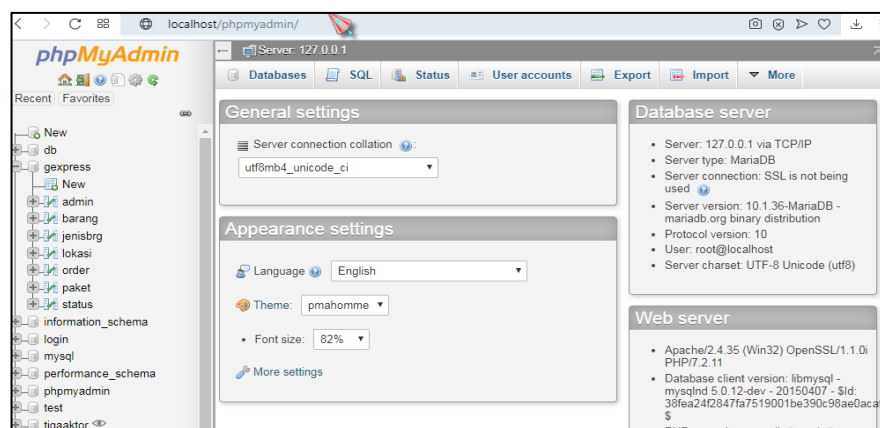 localhost/phpmyadmin/
phpMyAdmin
Recent Favorites
New
db
gexpress
New
admin
barang
jenisbrg
lokasi
order
paket
status
information_schema
login
mysql
performance_schema
phpmyadmin
test
tigaaktor
Server: 127.0.0.1
Databases SQL Status User accounts Export Import More
General settings
Server connection collation :
utf8mb4_unicode_ci
Appearance settings
Language English
Theme: pmahomme
• Font size: 82%
More settings
Database server
• Server: 127.0.0.1 via TCP/IP
• Server type: MariaDB
• Server connection: SSL is not being
used
• Server version: 10.1.36-MariaDB -
mariadb.org binary distribution
• Protocol version: 10
• User: root@localhost
• Server charset: UTF-8 Unicode (utf8)
Web server
• Apache/2.4.35 (Win32) OpenSSL/1.1.0i
PHP/7.2.11
• Database client version: libmysql -
mysqlnd 5.0.12-dev - 20150407 - $Id:
38fea24f2847fa7519001be390c98ae0acaf
$